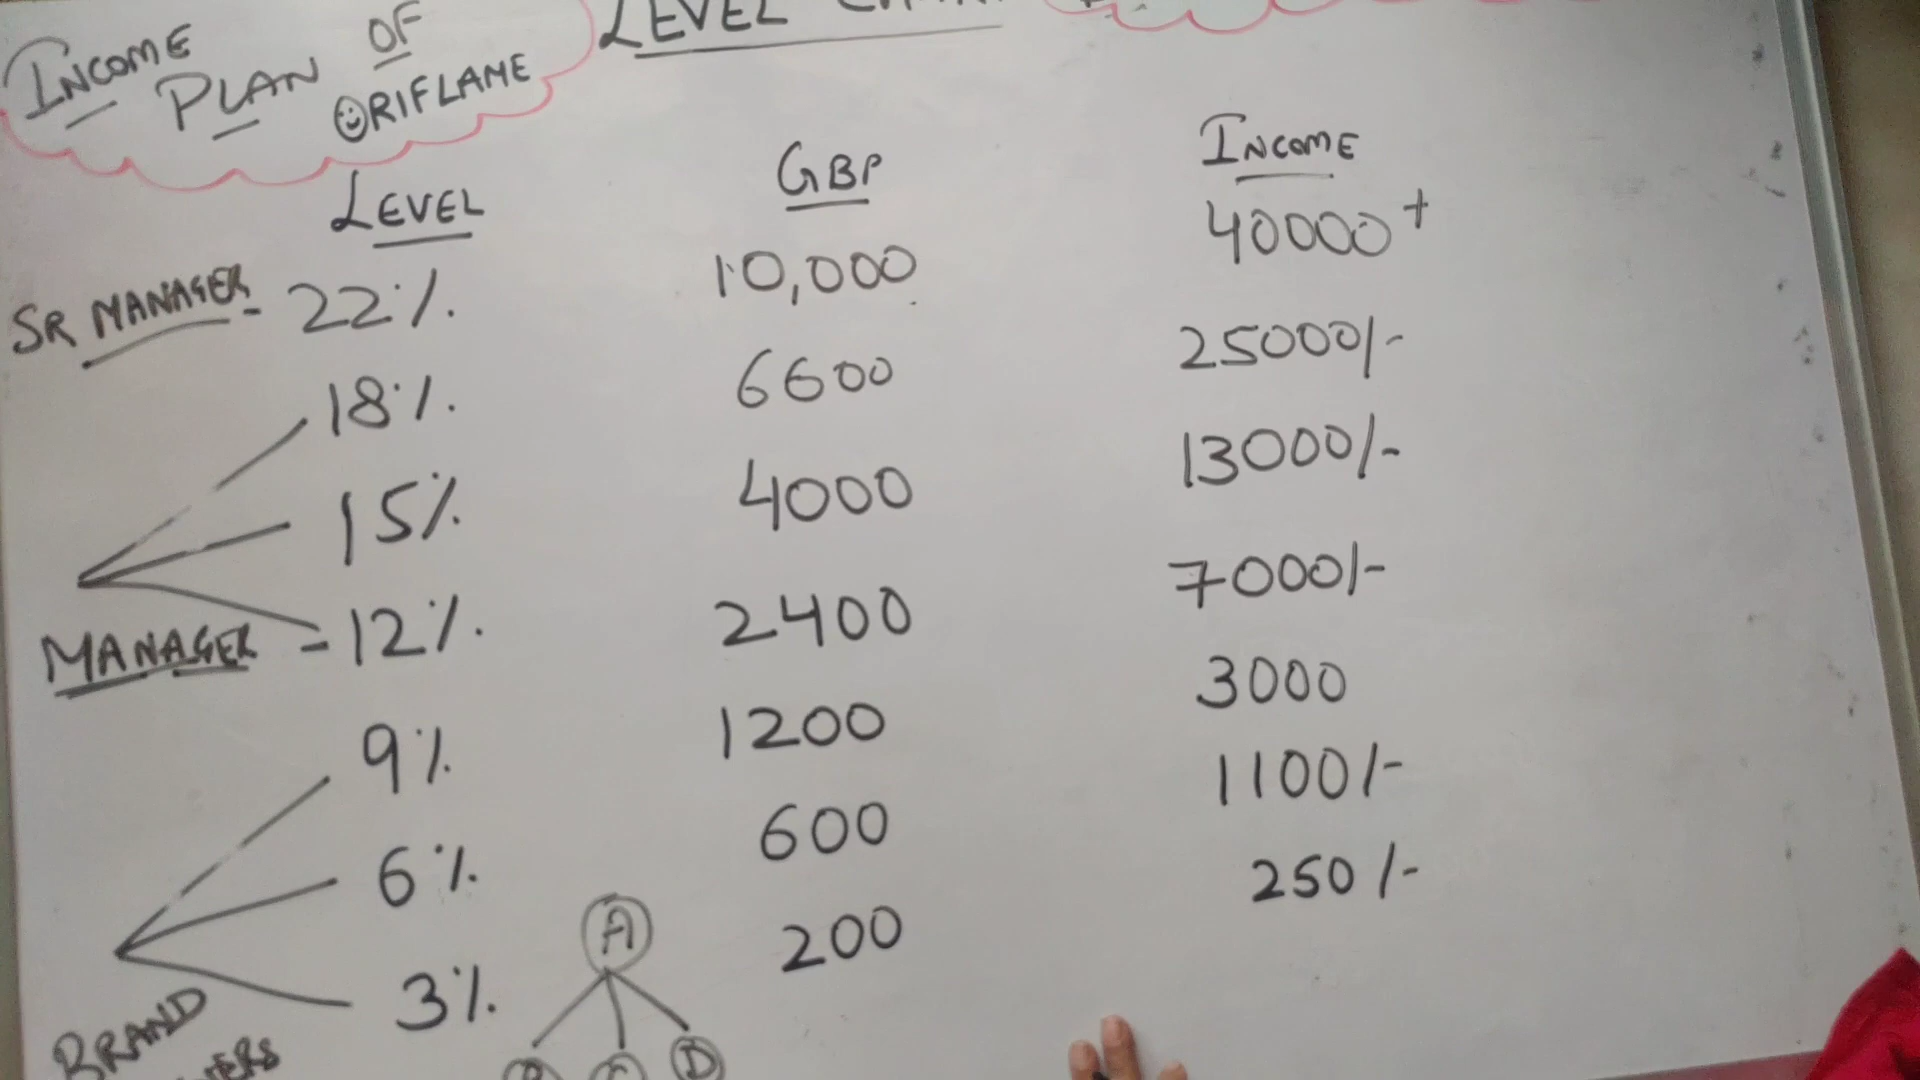 INCOME
PLAN OF
ORIFLAME
LEVEL
LEVEL GBP INCOME
SR MANAGER - 22% 10,000 40000+
18% 6600 25000/-
15% 4000 13000/-
MANAGER - 12% 2400 7000/-
9% 1200 3000
6% 600 1100/-
3% 200 250/-
BRAND
A
C D